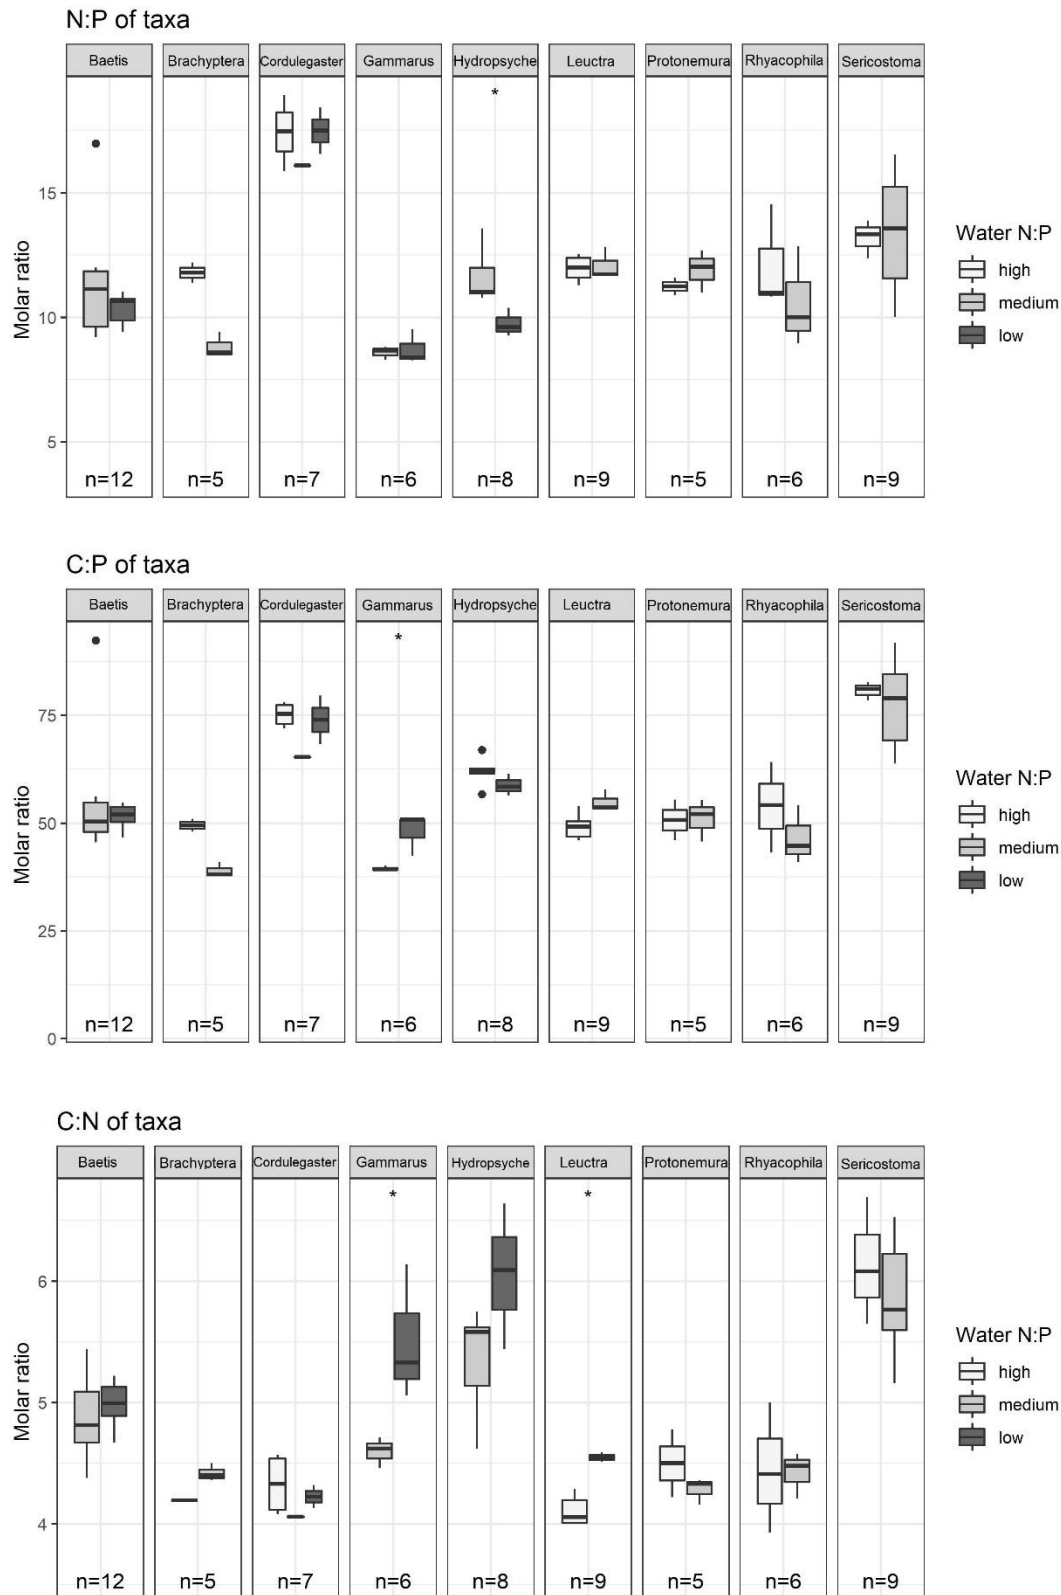 N:P of taxa
Baetis Brachyptera Cordulegaster Gammarus Hydropsyche Leuctra Protonemura Rhyacophila Sericostoma
*
15
10
5
Molar ratio
n=12 n=5 n=7 n=6 n=8 n=9 n=5 n=6 n=9
Water N:P
high
medium
low
C:P of taxa
Baetis Brachyptera Cordulegaster Gammarus Hydropsyche Leuctra Protonemura Rhyacophila Sericostoma
*
75
50
25
0
Molar ratio
n=12 n=5 n=7 n=6 n=8 n=9 n=5 n=6 n=9
Water N:P
high
medium
low
C:N of taxa
Baetis Brachyptera Cordulegaster Gammarus Hydropsyche Leuctra Protonemura Rhyacophila Sericostoma
* *
6
5
4
Molar ratio
n=12 n=5 n=7 n=6 n=8 n=9 n=5 n=6 n=9
Water N:P
high
medium
low